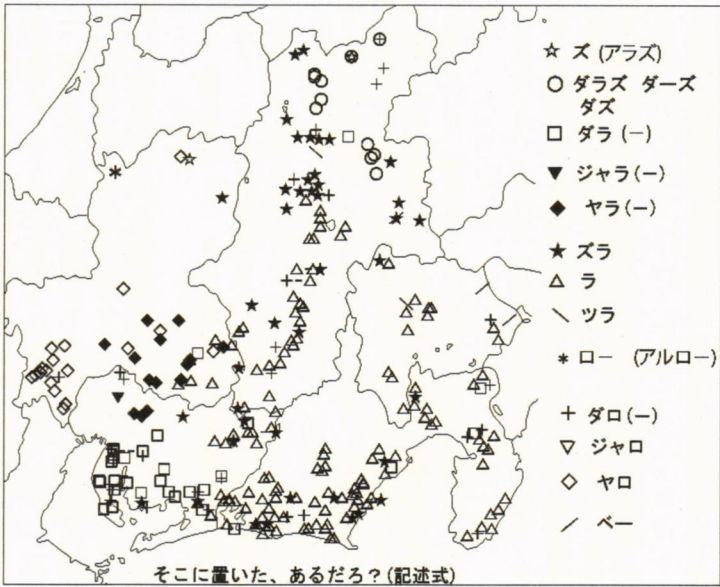 ☆ ズ (アラズ)
○ ダラズ ダーズ
ダズ
□ ダラ (ー)
▼ ジャラ (ー)
◆ ヤラ (ー)
★ ズラ
△ ラ
＼ ツラ
＊ ロー (アルロー)
＋ ダロ (ー)
▽ ジャロ
◇ ヤロ
／ ベー
そこに置いた、あるだろ？(記述式)